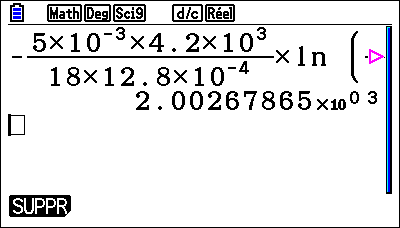 Math Deg Sci9 d/c Réel
-5×10⁻³×4.2×10³/18×12.8×10⁻⁴×ln(-
2.00267865×10⁰³
SUPPR